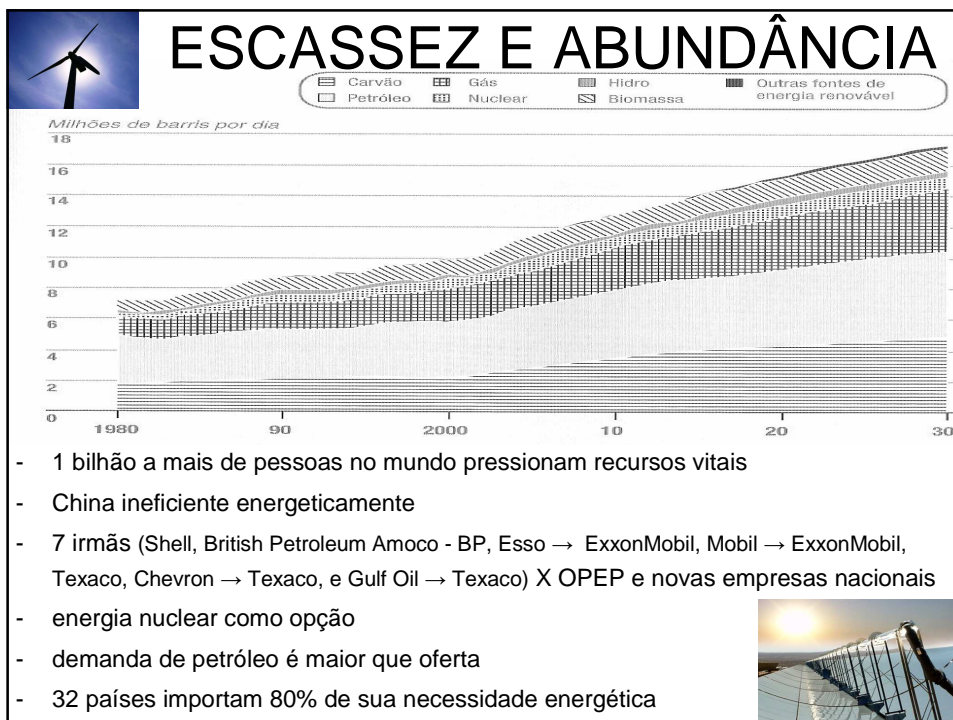 ESCASSEZ E ABUNDÂNCIA
Carvão Gás Hidro Outras fontes de
Petróleo Nuclear Biomassa energia renovável
Milhões de barris por dia
18
16
14
12
10
8
6
4
2
0
1980 90 2000 10 20 30
- 1 bilhão a mais de pessoas no mundo pressionam recursos vitais
- China ineficiente energeticamente
- 7 irmãs (Shell, British Petroleum Amoco - BP, Esso → ExxonMobil, Mobil → ExxonMobil,
Texaco, Chevron → Texaco, e Gulf Oil → Texaco) X OPEP e novas empresas nacionais
- energia nuclear como opção
- demanda de petróleo é maior que oferta
- 32 países importam 80% de sua necessidade energética